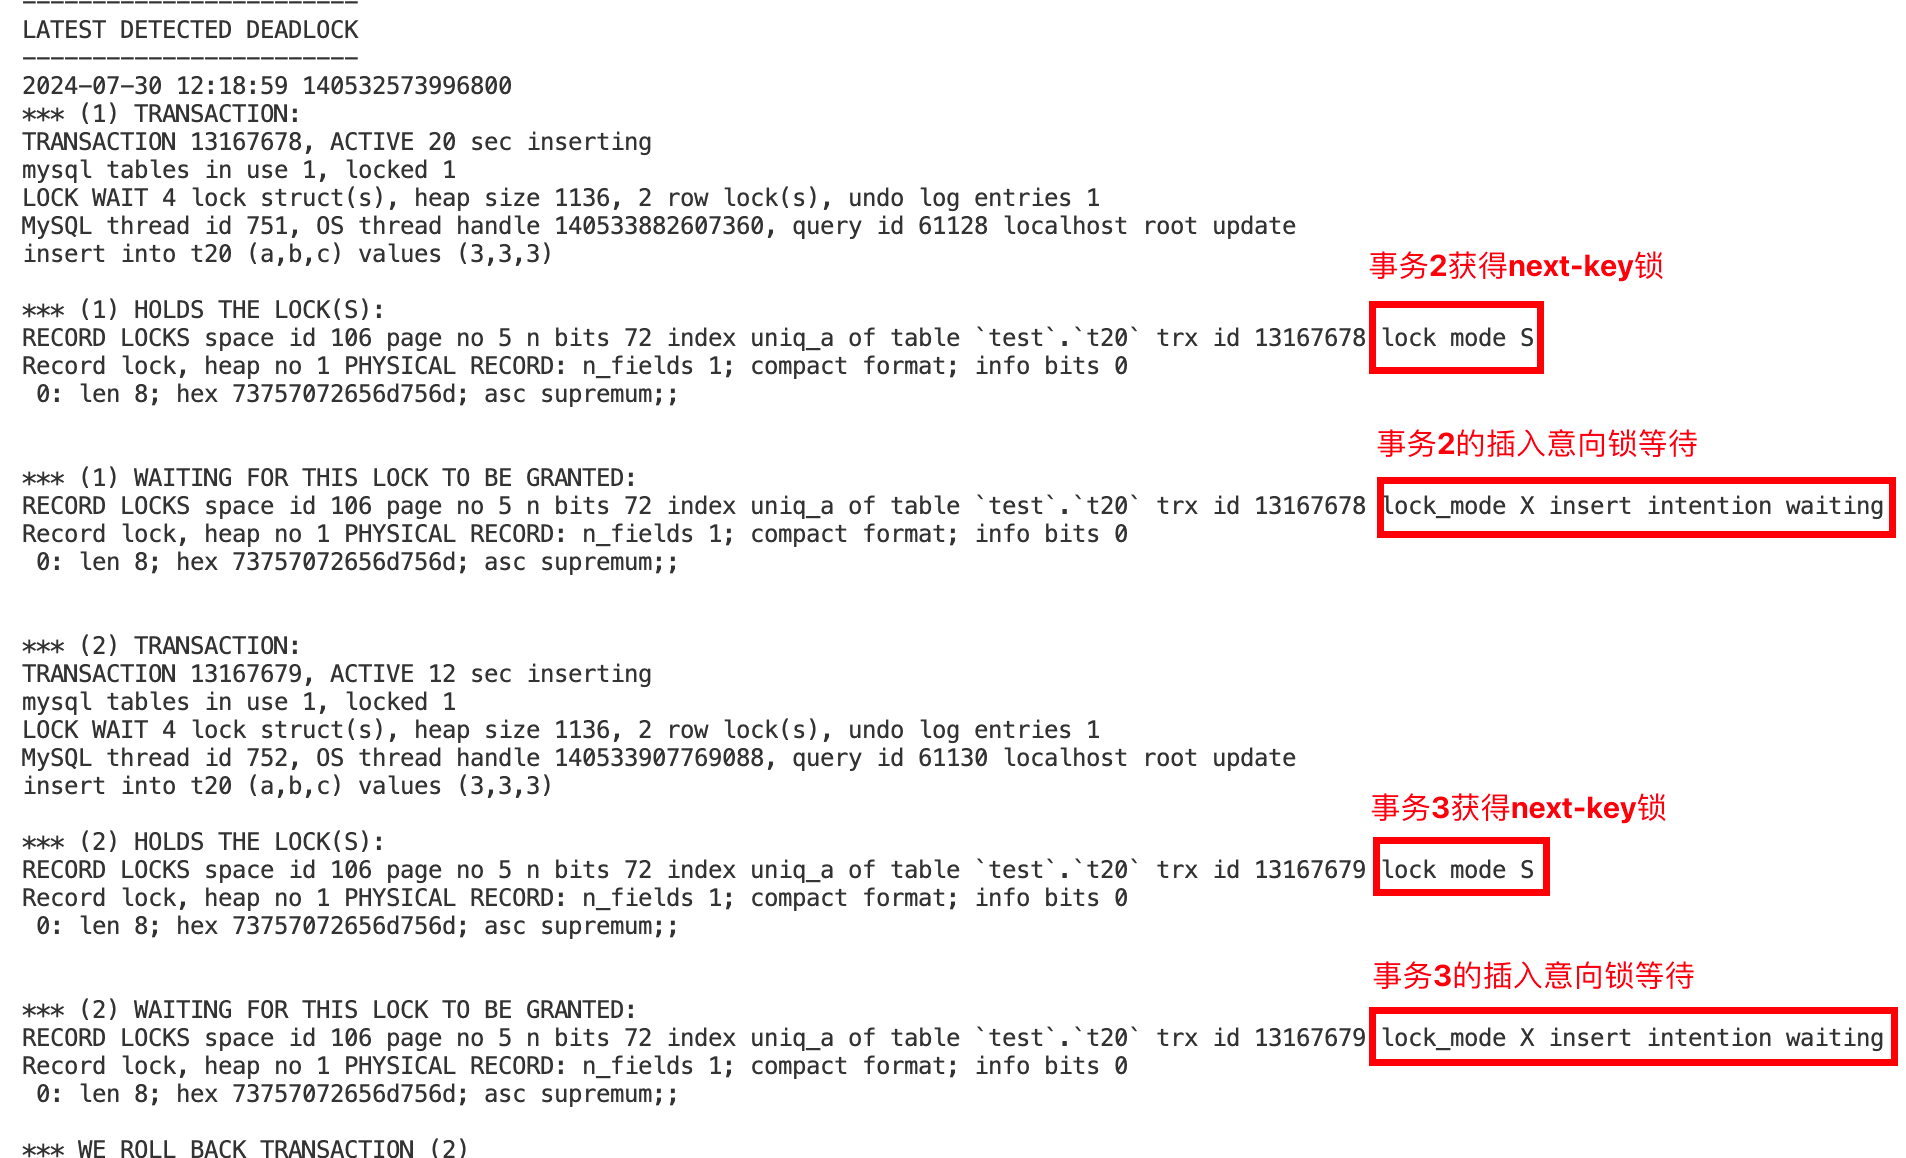 ------------------------
LATEST DETECTED DEADLOCK
------------------------
2024-07-30 12:18:59 140532573996800
*** (1) TRANSACTION:
TRANSACTION 13167678, ACTIVE 20 sec inserting
mysql tables in use 1, locked 1
LOCK WAIT 4 lock struct(s), heap size 1136, 2 row lock(s), undo log entries 1
MySQL thread id 751, OS thread handle 140533882607360, query id 61128 localhost root update
insert into t20 (a,b,c) values (3,3,3)
事务2获得next-key锁
*** (1) HOLDS THE LOCK(S):
RECORD LOCKS space id 106 page no 5 n bits 72 index uniq_a of table `test`.`t20` trx id 13167678 lock mode S
Record lock, heap no 1 PHYSICAL RECORD: n_fields 1; compact format; info bits 0
 0: len 8; hex 73757072656d756d; asc supremum;;
事务2的插入意向锁等待
*** (1) WAITING FOR THIS LOCK TO BE GRANTED:
RECORD LOCKS space id 106 page no 5 n bits 72 index uniq_a of table `test`.`t20` trx id 13167678 lock_mode X insert intention waiting
Record lock, heap no 1 PHYSICAL RECORD: n_fields 1; compact format; info bits 0
 0: len 8; hex 73757072656d756d; asc supremum;;
*** (2) TRANSACTION:
TRANSACTION 13167679, ACTIVE 12 sec inserting
mysql tables in use 1, locked 1
LOCK WAIT 4 lock struct(s), heap size 1136, 2 row lock(s), undo log entries 1
MySQL thread id 752, OS thread handle 140533907769088, query id 61130 localhost root update
insert into t20 (a,b,c) values (3,3,3)
事务3获得next-key锁
*** (2) HOLDS THE LOCK(S):
RECORD LOCKS space id 106 page no 5 n bits 72 index uniq_a of table `test`.`t20` trx id 13167679 lock mode S
Record lock, heap no 1 PHYSICAL RECORD: n_fields 1; compact format; info bits 0
 0: len 8; hex 73757072656d756d; asc supremum;;
事务3的插入意向锁等待
*** (2) WAITING FOR THIS LOCK TO BE GRANTED:
RECORD LOCKS space id 106 page no 5 n bits 72 index uniq_a of table `test`.`t20` trx id 13167679 lock_mode X insert intention waiting
Record lock, heap no 1 PHYSICAL RECORD: n_fields 1; compact format; info bits 0
 0: len 8; hex 73757072656d756d; asc supremum;;
*** WE ROLL BACK TRANSACTION (2)